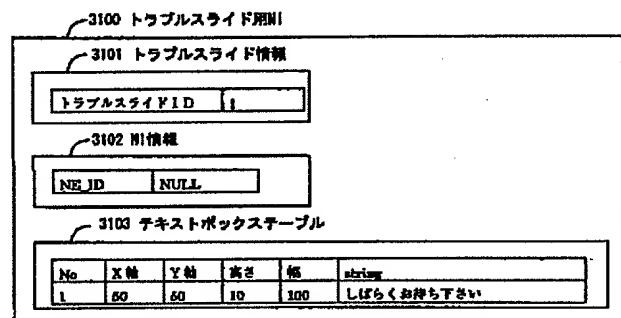 3100 トラブルスライド用NI
3101 トラブルスライド情報
トラブルスライドID 1
3102 NI情報
NE_ID NULL
3103 テキストボックステーブル
No X軸 Y軸 高さ 幅 string
1 50 50 10 100 しばらくお待ち下さい